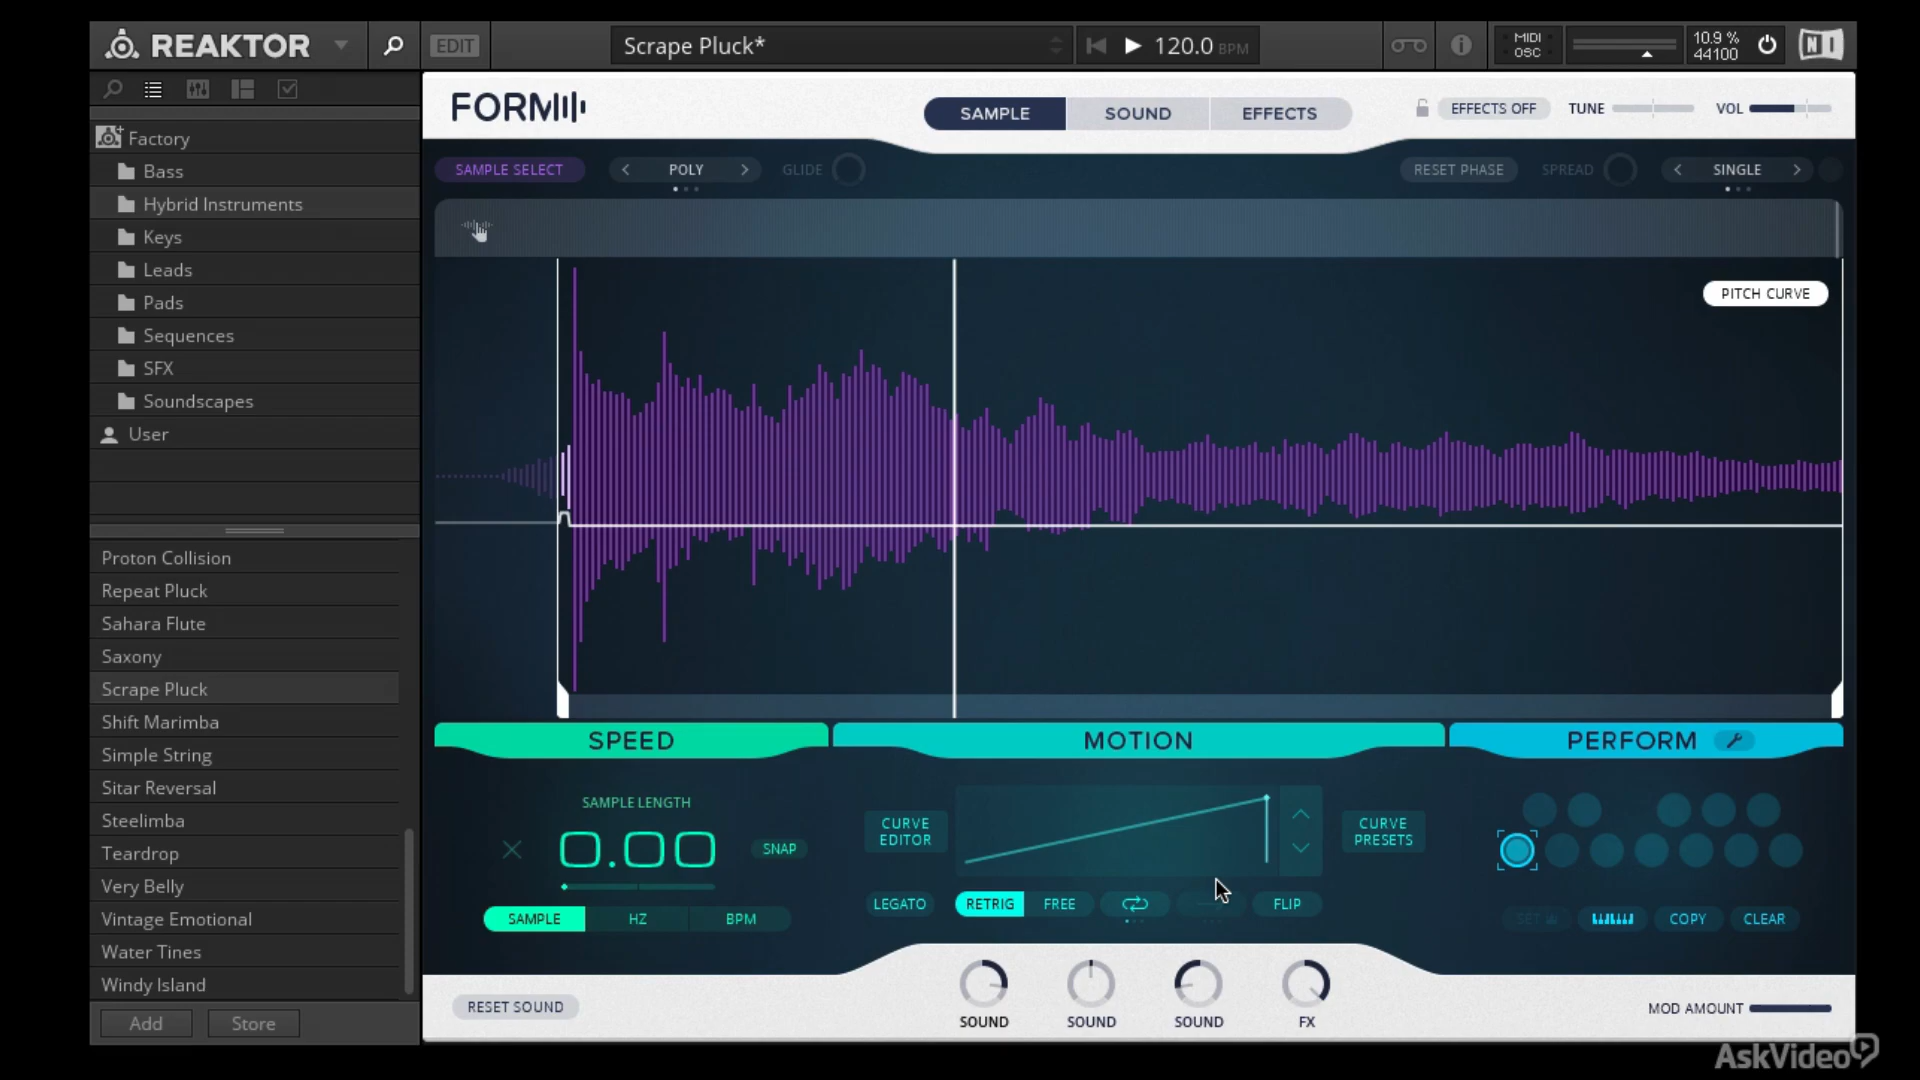 REAKTOR
EDIT
Scrape Pluck*
120.0 BPM
MIDI
OSC
10.9 %
44100
NI
FORM
SAMPLE
SOUND
EFFECTS
EFFECTS OFF
TUNE
VOL
SAMPLE SELECT
POLY
GLIDE
RESET PHASE
SPREAD
SINGLE
PITCH CURVE
Factory
Bass
Hybrid Instruments
Keys
Leads
Pads
Sequences
SFX
Soundscapes
User
Proton Collision
Repeat Pluck
Sahara Flute
Saxony
Scrape Pluck
Shift Marimba
Simple String
Sitar Reversal
Steelimba
Teardrop
Very Belly
Vintage Emotional
Water Tines
Windy Island
Add
Store
SPEED
MOTION
PERFORM
SAMPLE LENGTH
0.00
SNAP
SAMPLE
HZ
BPM
CURVE
EDITOR
CURVE
PRESETS
LEGATO
RETRIG
FREE
FLIP
SET
COPY
CLEAR
RESET SOUND
SOUND
SOUND
SOUND
FX
MOD AMOUNT
AskVideo